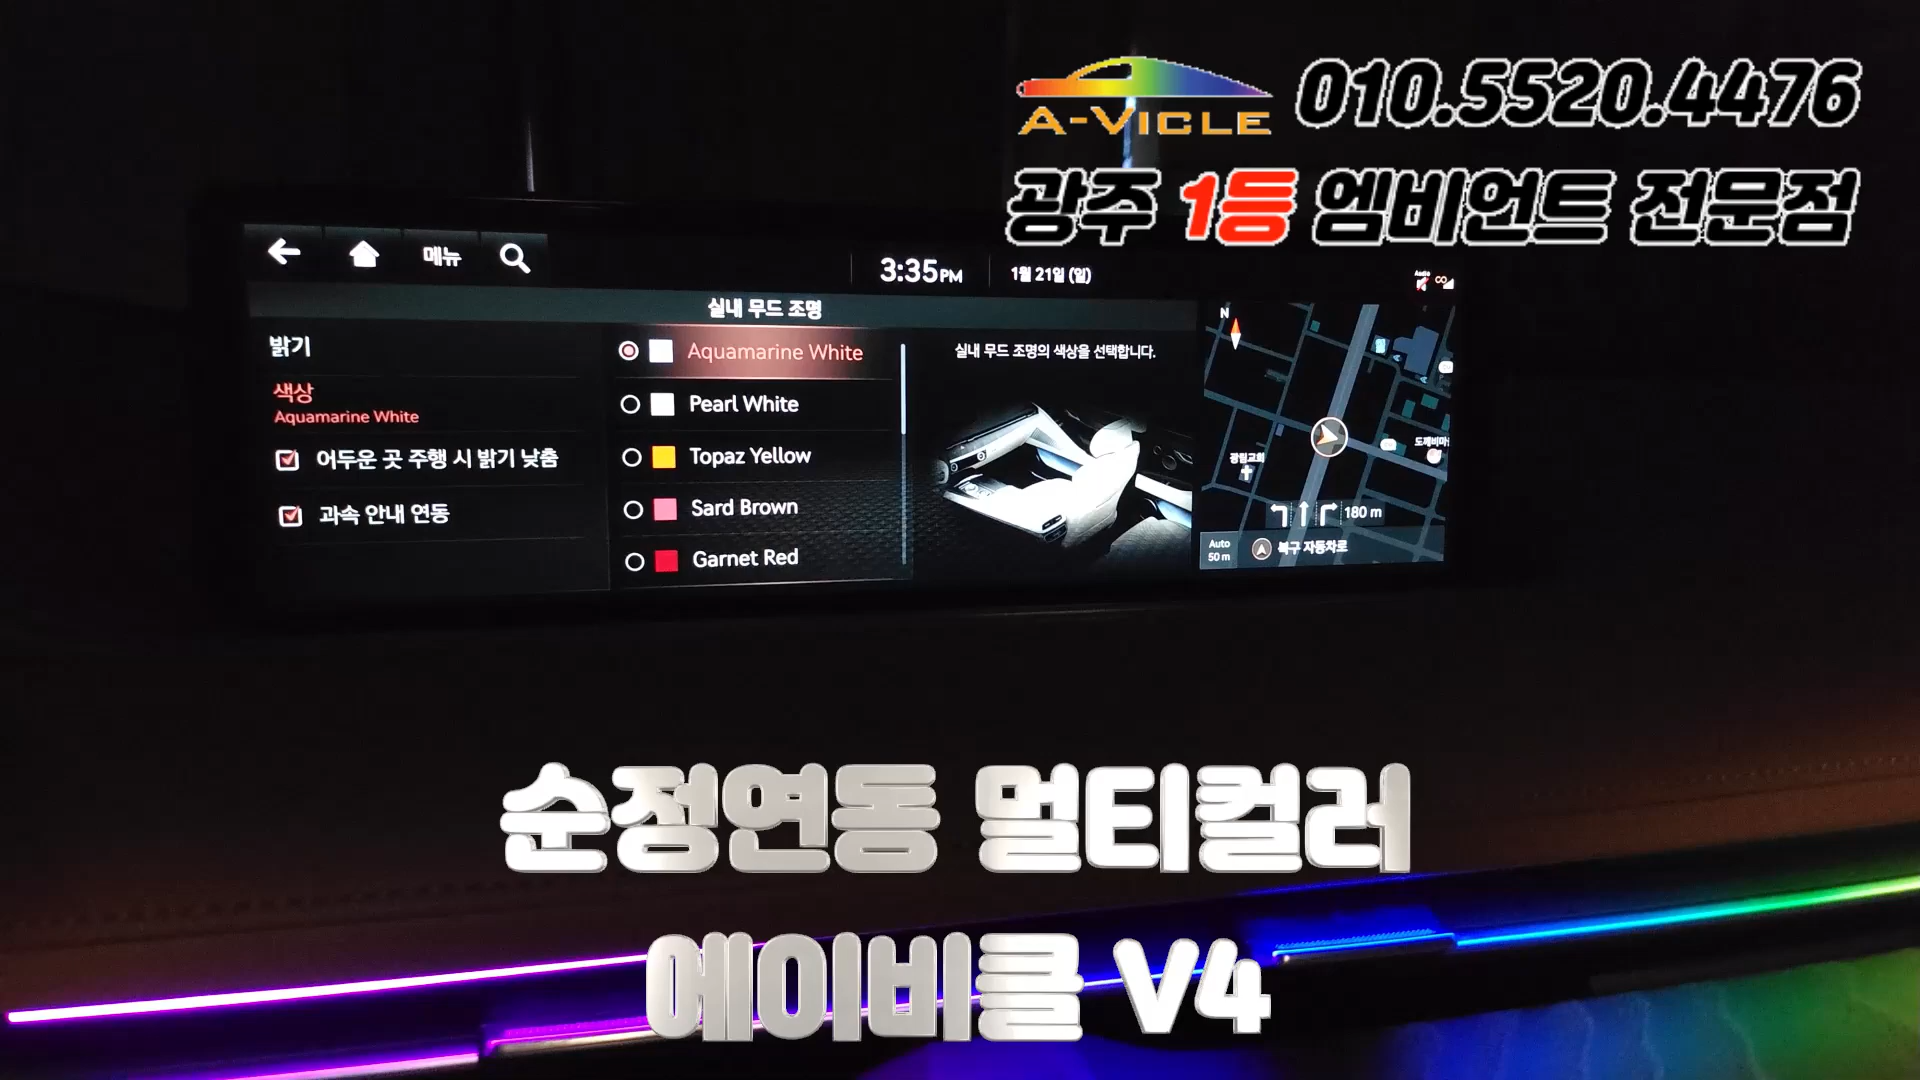 A-VICLE 010.5520.4476
광주 1등 엠비언트 전문점
메뉴
3:35PM
1월 21일 (일)
실내 무드 조명
밝기
색상
Aquamarine White
어두운 곳 주행 시 밝기 낮춤
과속 안내 연동
Aquamarine White
Pearl White
Topaz Yellow
Sard Brown
Garnet Red
실내 무드 조명의 색상을 선택합니다.
N
광림교회
180 m
Auto
50 m
북구 자동차로
순정연동 멀티컬러
에이비클 V4